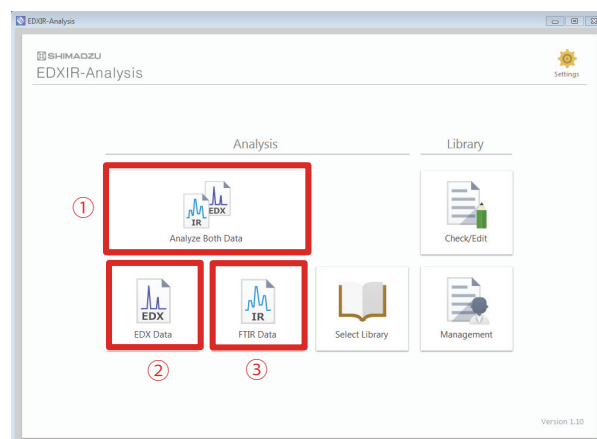 EDXIR-Analysis
SHIMADZU
EDXIR-Analysis
Settings
Analysis
Library
①
IR
EDX
Analyze Both Data
Check/Edit
EDX
EDX Data
IR
FTIR Data
Select Library
Management
②
③
Version 1.10